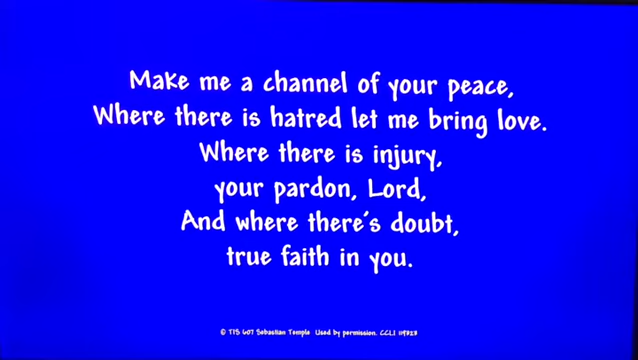 Make me a channel of your peace,
Where there is hatred let me bring love.
Where there is injury,
your pardon, Lord,
And where there's doubt,
true faith in you.
© TIS 607 Sebastian Temple Used by permission. CCLI 119323